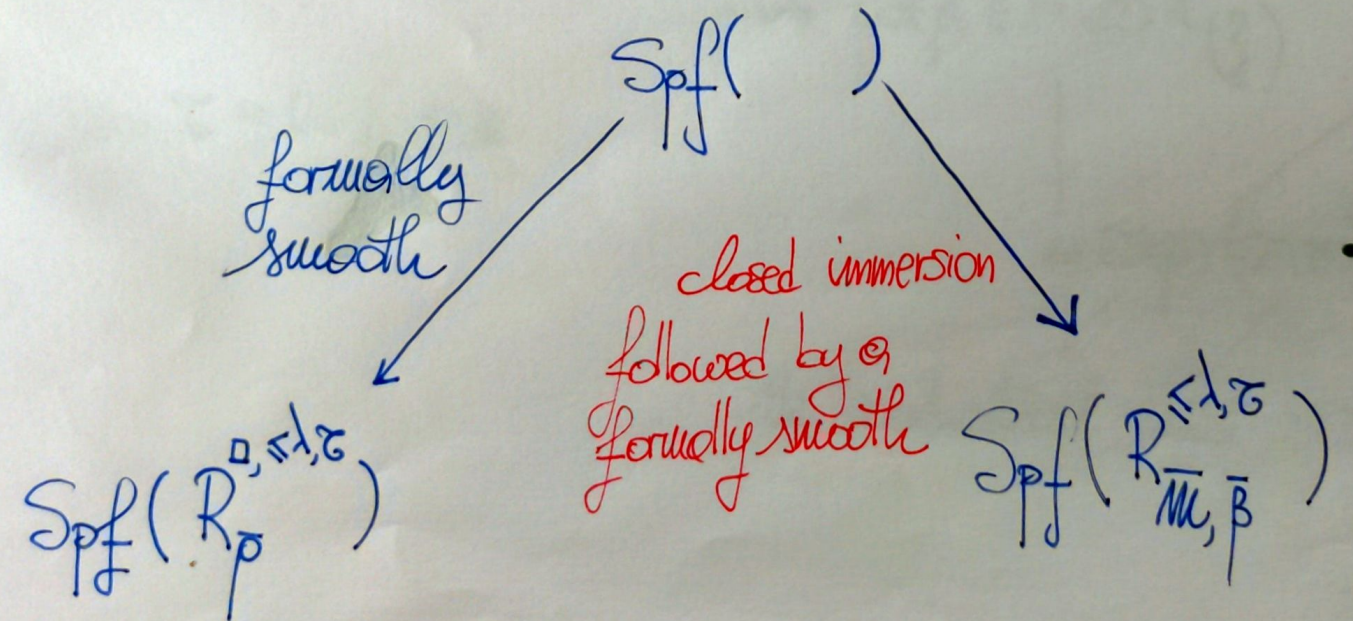 Spf( )
formally
smooth
closed immersion
followed by a
formally smooth
Spf( R_ρ̄^{□, ≤λ, τ} )
Spf( R_{𝔐̄, β̄}^{≤λ, τ} )